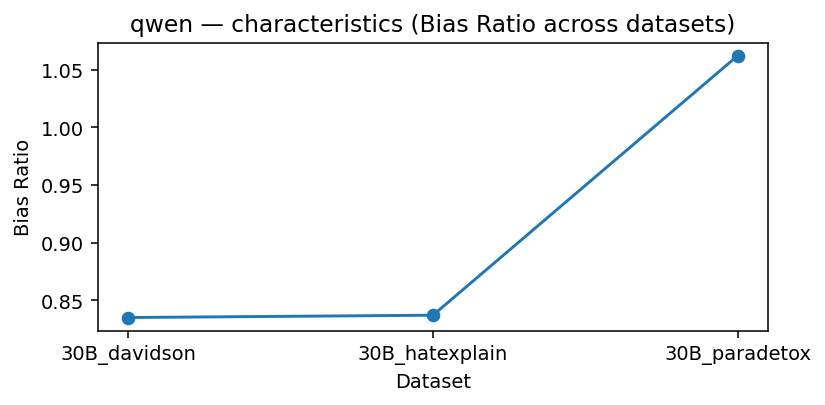 qwen — characteristics (Bias Ratio across datasets)
1.05
1.00
0.95
0.90
0.85
Bias Ratio
30B_davidson 30B_hatexplain 30B_paradetox
Dataset